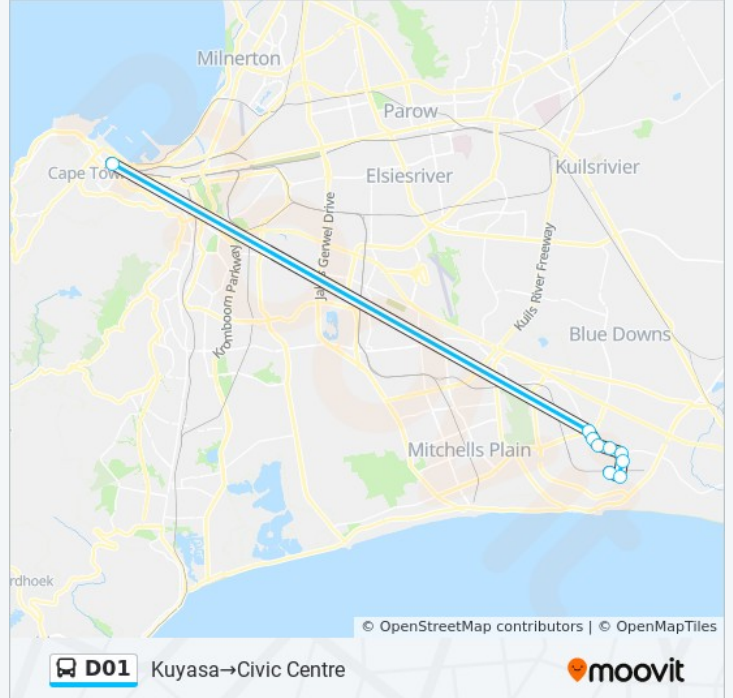 Milnerton
Parow
Cape Town
Elsiesriver
Kuilsrivier
Jakes Gerwel Drive
Kromboom Parkway
Kuils River Freeway
Blue Downs
Mitchells Plain
rdhoek
© OpenStreetMap contributors | © OpenMapTiles
D01 Kuyasa→Civic Centre
moovit